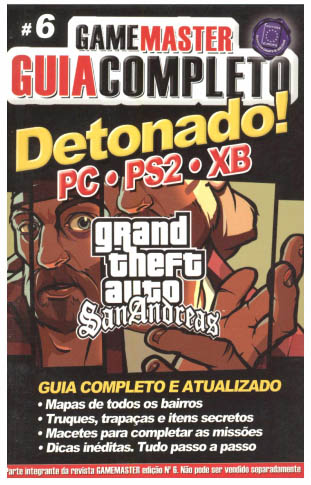 #6
GAMEMASTER
GUIA COMPLETO
Detonado!
PC • PS2 • XB
grand
theft
auto
San Andreas
GUIA COMPLETO E ATUALIZADO
• Mapas de todos os bairros
• Truques, trapaças e itens secretos
• Macetes para completar as missões
• Dicas inéditas. Tudo passo a passo
Parte integrante da revista GAMEMASTER edição Nº 6. Não pode ser vendido separadamente